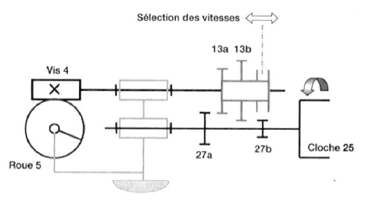 Sélection des vitesses
13a 13b
Vis 4
27a
27b
Cloche 25
Roue 5